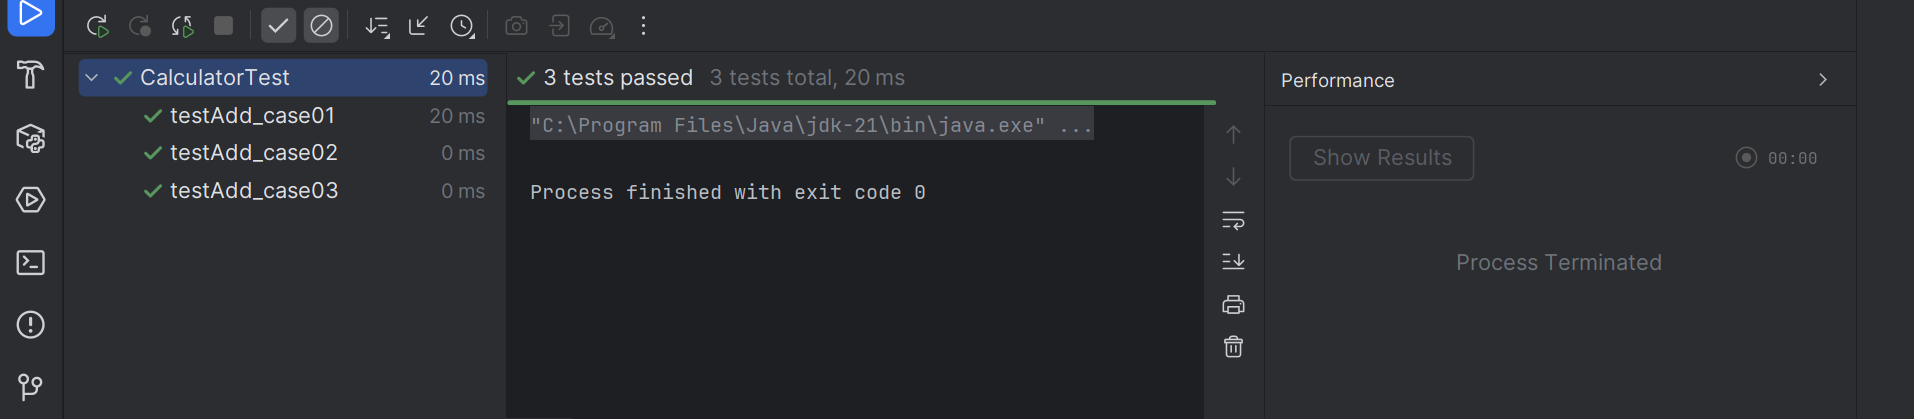 CalculatorTest 20 ms
testAdd_case01 20 ms
testAdd_case02 0 ms
testAdd_case03 0 ms
3 tests passed 3 tests total, 20 ms
"C:\Program Files\Java\jdk-21\bin\java.exe" ...
Process finished with exit code 0
Performance
Show Results 00:00
Process Terminated